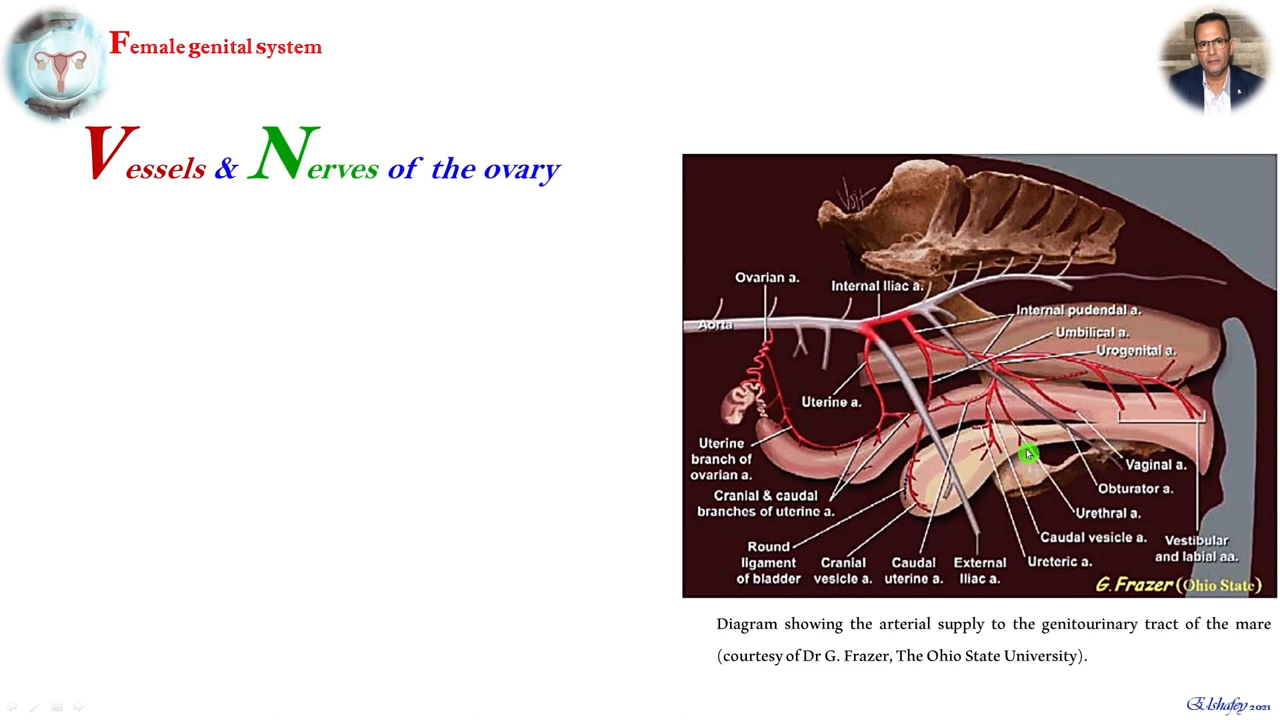 Female genital system
Vessels & Nerves of the ovary
Ovarian a.
Internal Iliac a.
Aorta
Internal pudendal a.
Umbilical a.
Urogenital a.
Uterine a.
Uterine
branch of
ovarian a.
Cranial & caudal
branches of uterine a.
Vaginal a.
Obturator a.
Urethral a.
Caudal vesicle a.
Vestibular
and labial aa.
Round
ligament
of bladder
Cranial
vesicle a.
Caudal
uterine a.
External
Iliac a.
Ureteric a.
G. Frazer (Ohio State)
Diagram showing the arterial supply to the genitourinary tract of the mare
(courtesy of Dr G. Frazer, The Ohio State University).
Elshafey 2021